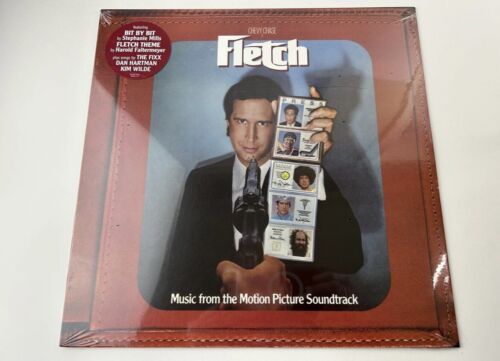 featuring
BIT BY BIT
by Stephanie Mills
FLETCH THEME
by Harold Faltermeyer
plus songs by THE FIXX
DAN HARTMAN
KIM WILDE
CHEVY CHASE
Fletch
PRESS
Music from the Motion Picture Soundtrack